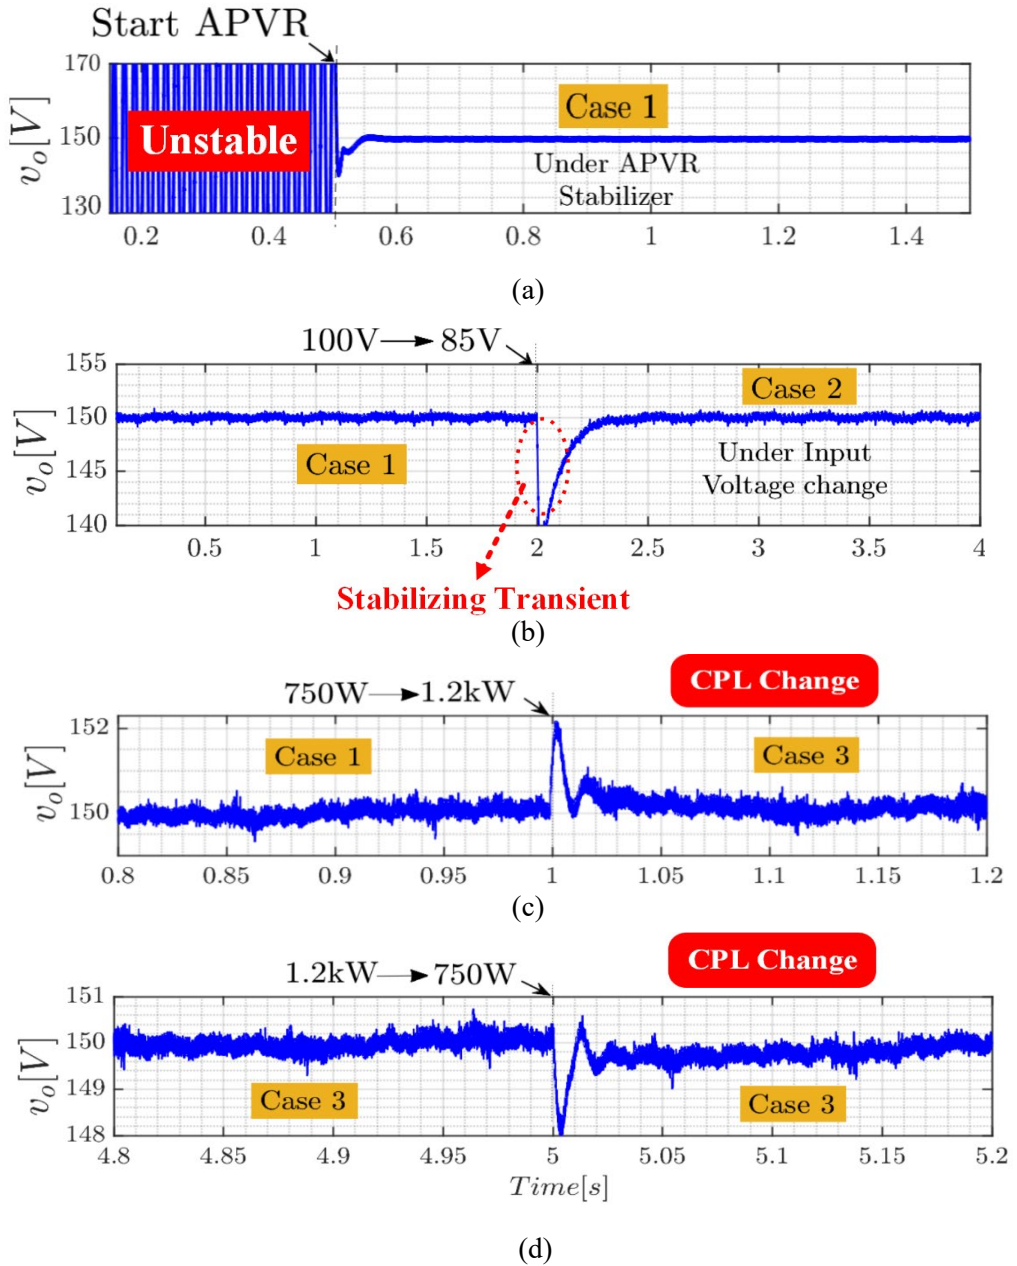 Start APVR
170
150
130
v_o[V]
Unstable
Case 1
Under APVR
Stabilizer
0.2 0.4 0.6 0.8 1 1.2 1.4
(a)
100V 85V
155
150
145
140
v_o[V]
Case 1
Case 2
Under Input
Voltage change
0.5 1 1.5 2 2.5 3 3.5 4
Stabilizing Transient
(b)
CPL Change
750W 1.2kW
152
150
v_o[V]
Case 1
Case 3
0.8 0.85 0.9 0.95 1 1.05 1.1 1.15 1.2
(c)
CPL Change
1.2kW 750W
151
150
149
148
v_o[V]
Case 3
Case 3
4.8 4.85 4.9 4.95 5 5.05 5.1 5.15 5.2
Time[s]
(d)